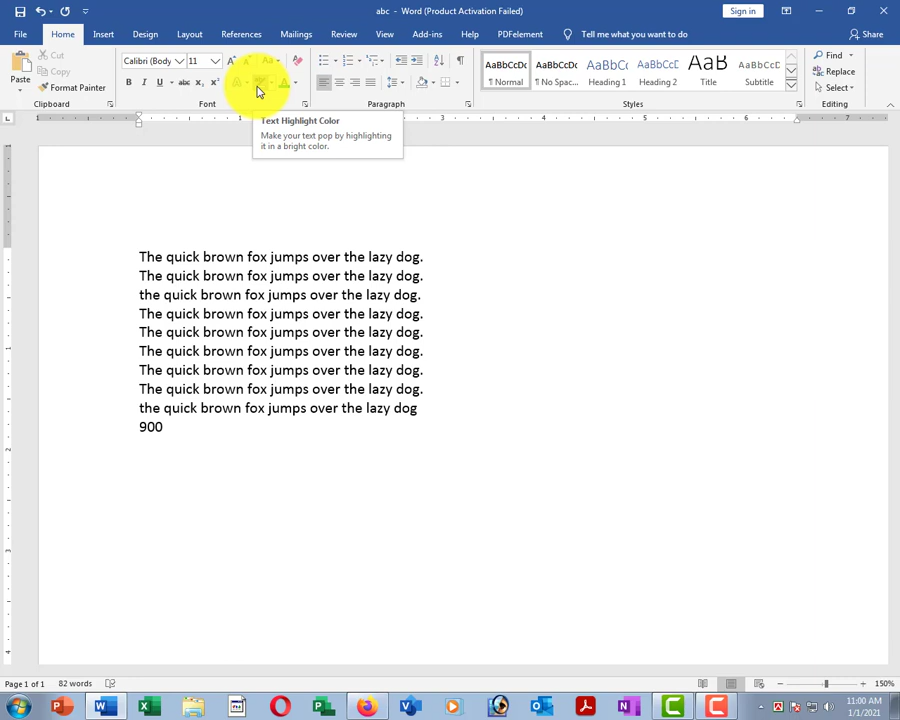 abc - Word (Product Activation Failed)
Sign in
File Home Insert Design Layout References Mailings Review View Add-ins Help PDFelement Tell me what you want to do Share
Paste
Cut
Copy
Format Painter
Calibri (Body 11
Aa
B I U abc x₂ x²
AaBbCcDc AaBbCcDc AaBbCc AaBbCcD AaB AaBbCcD
¶ Normal ¶ No Spac... Heading 1 Heading 2 Title Subtitle
Find
Replace
Select
Clipboard Font Paragraph Styles Editing
Text Highlight Color
Make your text pop by highlighting
it in a bright color.
The quick brown fox jumps over the lazy dog.
The quick brown fox jumps over the lazy dog.
the quick brown fox jumps over the lazy dog.
The quick brown fox jumps over the lazy dog.
The quick brown fox jumps over the lazy dog.
The quick brown fox jumps over the lazy dog.
The quick brown fox jumps over the lazy dog.
The quick brown fox jumps over the lazy dog.
the quick brown fox jumps over the lazy dog
900
Page 1 of 1 82 words
150%
11:00 AM
1/1/2021